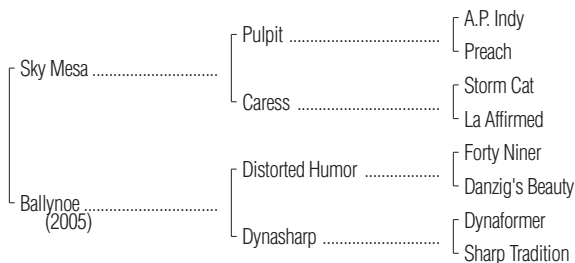 Sky Mesa
Ballynoe
(2005)
Pulpit
Caress
Distorted Humor
Dynasharp
A.P. Indy
Preach
Storm Cat
La Affirmed
Forty Niner
Danzig's Beauty
Dynaformer
Sharp Tradition